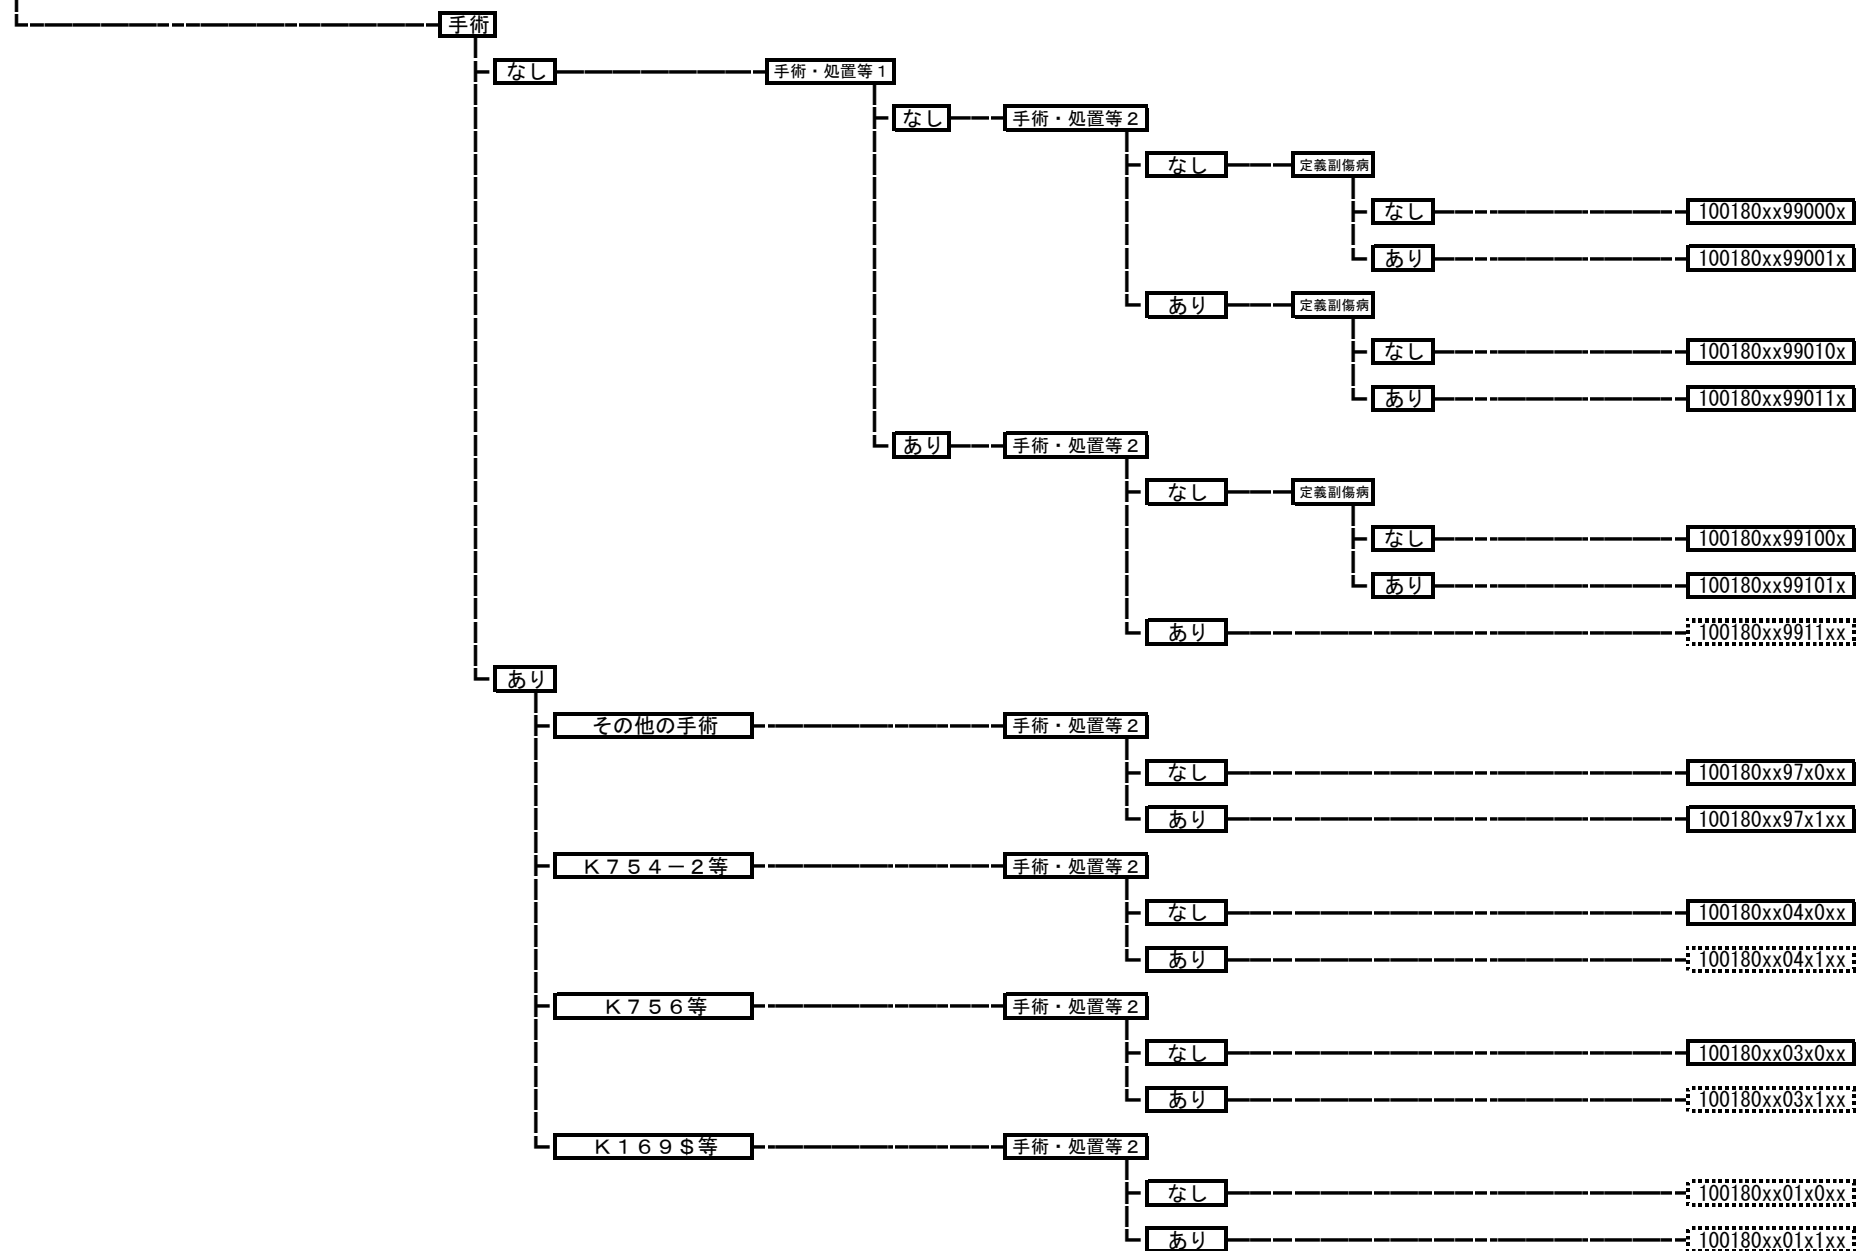 手術
なし 手術・処置等1
なし 手術・処置等2
なし 定義副傷病
なし 100180xx99000x
あり 100180xx99001x
あり 定義副傷病
なし 100180xx99010x
あり 100180xx99011x
あり 手術・処置等2
なし 定義副傷病
なし 100180xx99100x
あり 100180xx99101x
あり 100180xx9911xx
あり
その他の手術 手術・処置等2
なし 100180xx97x0xx
あり 100180xx97x1xx
K754-2等 手術・処置等2
なし 100180xx04x0xx
あり 100180xx04x1xx
K756等 手術・処置等2
なし 100180xx03x0xx
あり 100180xx03x1xx
K169$等 手術・処置等2
なし 100180xx01x0xx
あり 100180xx01x1xx